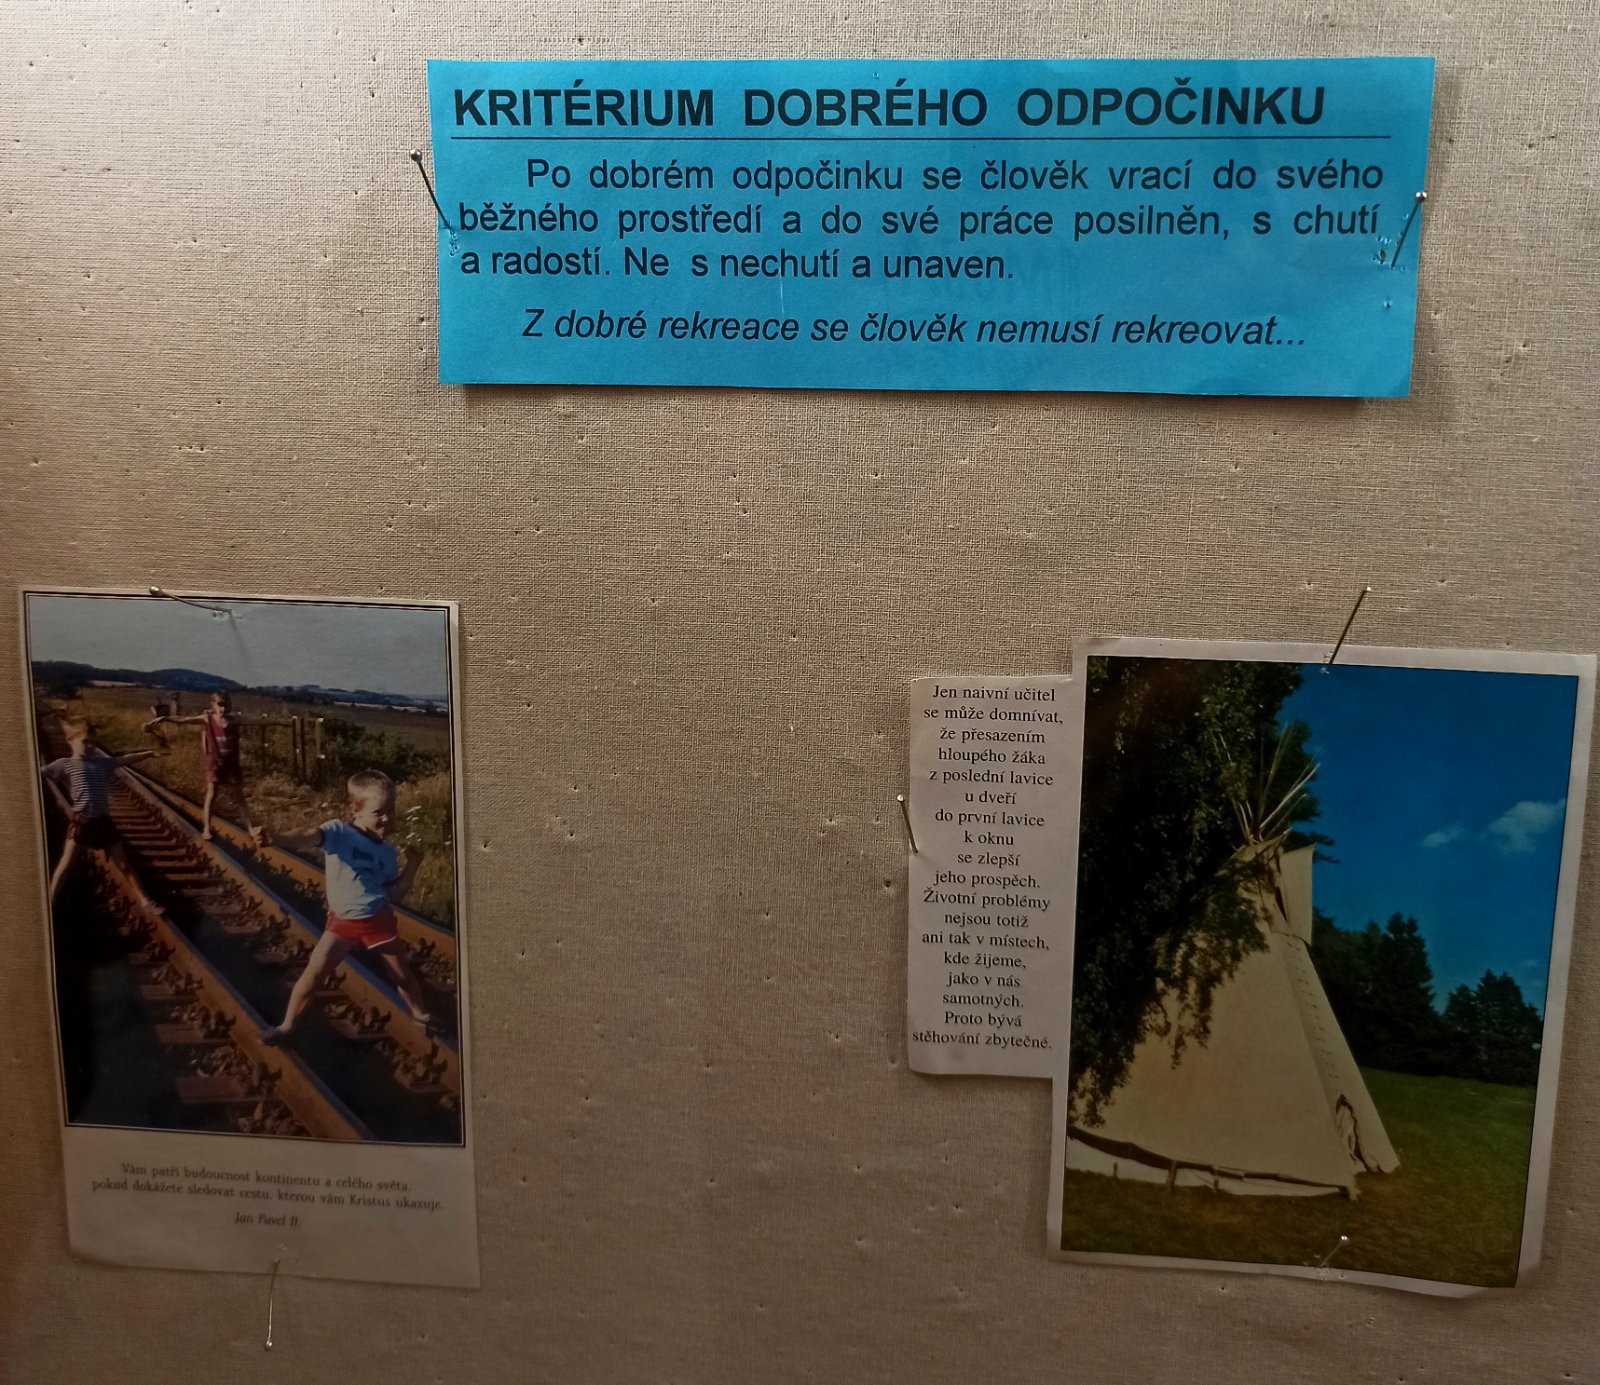 KRITÉRIUM DOBRÉHO ODPOČINKU
Po dobrém odpočinku se člověk vrací do svého
běžného prostředí a do své práce posilněn, s chutí
a radostí. Ne s nechutí a unaven.
Z dobré rekreace se člověk nemusí rekreovat...
Vám patří budoucnost kontinentu a celého světa,
pokud dokážete sledovat cestu, kterou vám Kristus ukazuje.
Jan Pavel II.
Jen naivní učitel
se může domnívat,
že přesazením
hloupého žáka
z poslední lavice
u dveří
do první lavice
k oknu
se zlepší
jeho prospěch.
Životní problémy
nejsou totiž
ani tak v místech,
kde žijeme,
jako v nás
samotných.
Proto bývá
stěhování zbytečné.